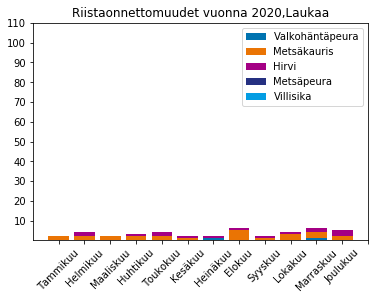 Riistaonnettomuudet vuonna 2020,Laukaa
110
100
90
80
70
60
50
40
30
20
10
Valkohäntäpeura
Metsäkauris
Hirvi
Metsäpeura
Villisika
Tammikuu
Helmikuu
Maaliskuu
Huhtikuu
Toukokuu
Kesäkuu
Heinäkuu
Elokuu
Syyskuu
Lokakuu
Marraskuu
Joulukuu